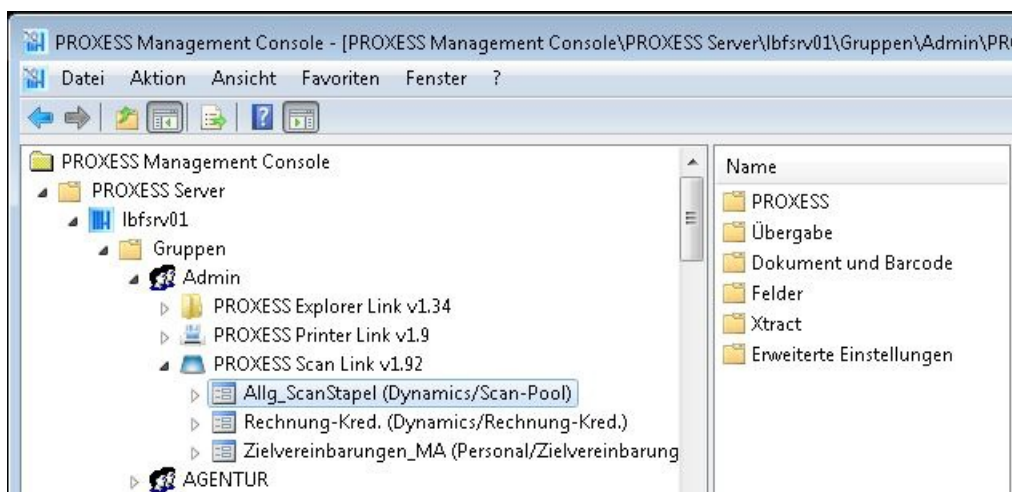 PROXESS Management Console - [PROXESS Management Console\PROXESS Server\lbfsrv01\Gruppen\Admin\PR
Datei Aktion Ansicht Favoriten Fenster ?
PROXESS Management Console
PROXESS Server
lbfsrv01
Gruppen
Admin
PROXESS Explorer Link v1.34
PROXESS Printer Link v1.9
PROXESS Scan Link v1.92
Allg_ScanStapel (Dynamics/Scan-Pool)
Rechnung-Kred. (Dynamics/Rechnung-Kred.)
Zielvereinbarungen_MA (Personal/Zielvereinbarung
AGENTUR
Name
PROXESS
Übergabe
Dokument und Barcode
Felder
Xtract
Erweiterte Einstellungen